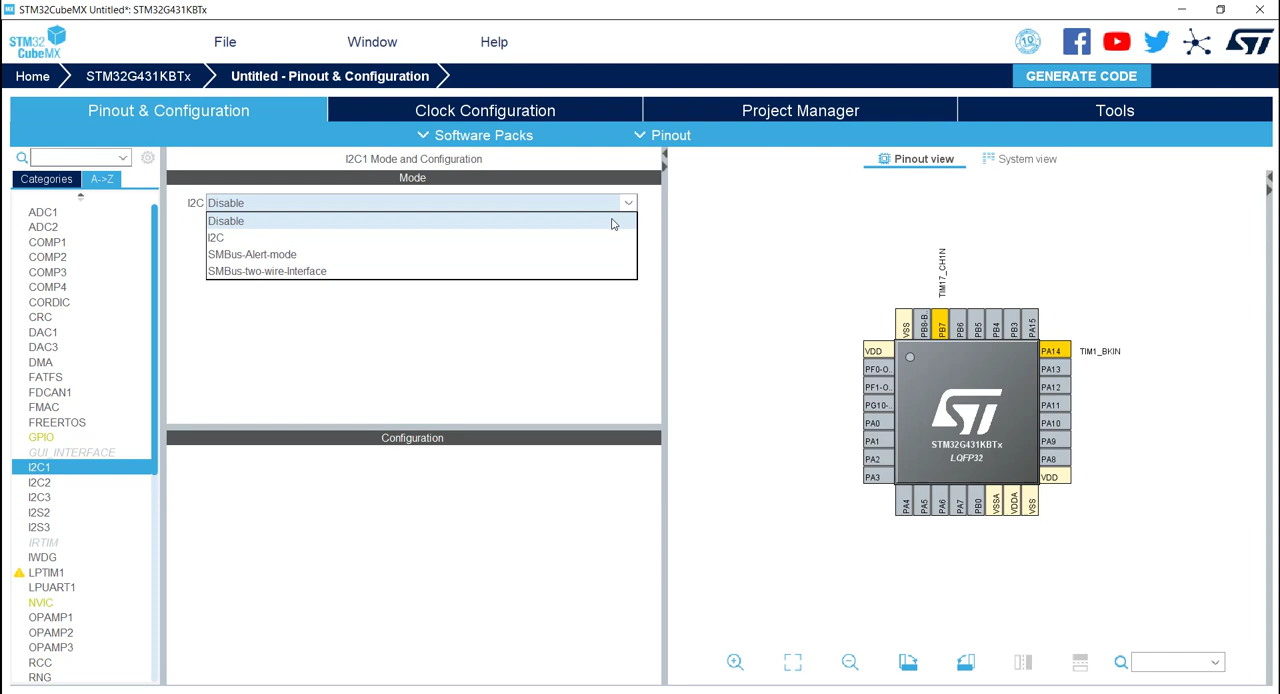 STM32CubeMX Untitled*: STM32G431KBTx
STM32
CubeMX
File
Window
Help
Home
STM32G431KBTx
Untitled - Pinout & Configuration
GENERATE CODE
Pinout & Configuration
Clock Configuration
Project Manager
Tools
Software Packs
Pinout
Categories
A->Z
ADC1
ADC2
COMP1
COMP2
COMP3
COMP4
CORDIC
CRC
DAC1
DAC3
DMA
FATFS
FDCAN1
FMAC
FREERTOS
GPIO
GUI_INTERFACE
I2C1
I2C2
I2C3
I2S2
I2S3
IRTIM
IWDG
LPTIM1
LPUART1
NVIC
OPAMP1
OPAMP2
OPAMP3
RCC
RNG
I2C1 Mode and Configuration
Mode
I2C Disable
Disable
I2C
SMBus-Alert-mode
SMBus-two-wire-Interface
Configuration
Pinout view
System view
TIM17_CH1N
VSS
PB8-B..
PB7
PB6
PB5
PB4
PB3
PA15
VDD
PF0-O..
PF1-O..
PG10-..
PA0
PA1
PA2
PA3
PA14
TIM1_BKIN
PA13
PA12
PA11
PA10
PA9
PA8
VDD
STM32G431KBTx
LQFP32
PA4
PA5
PA6
PA7
PB0
VSSA
VDDA
VSS